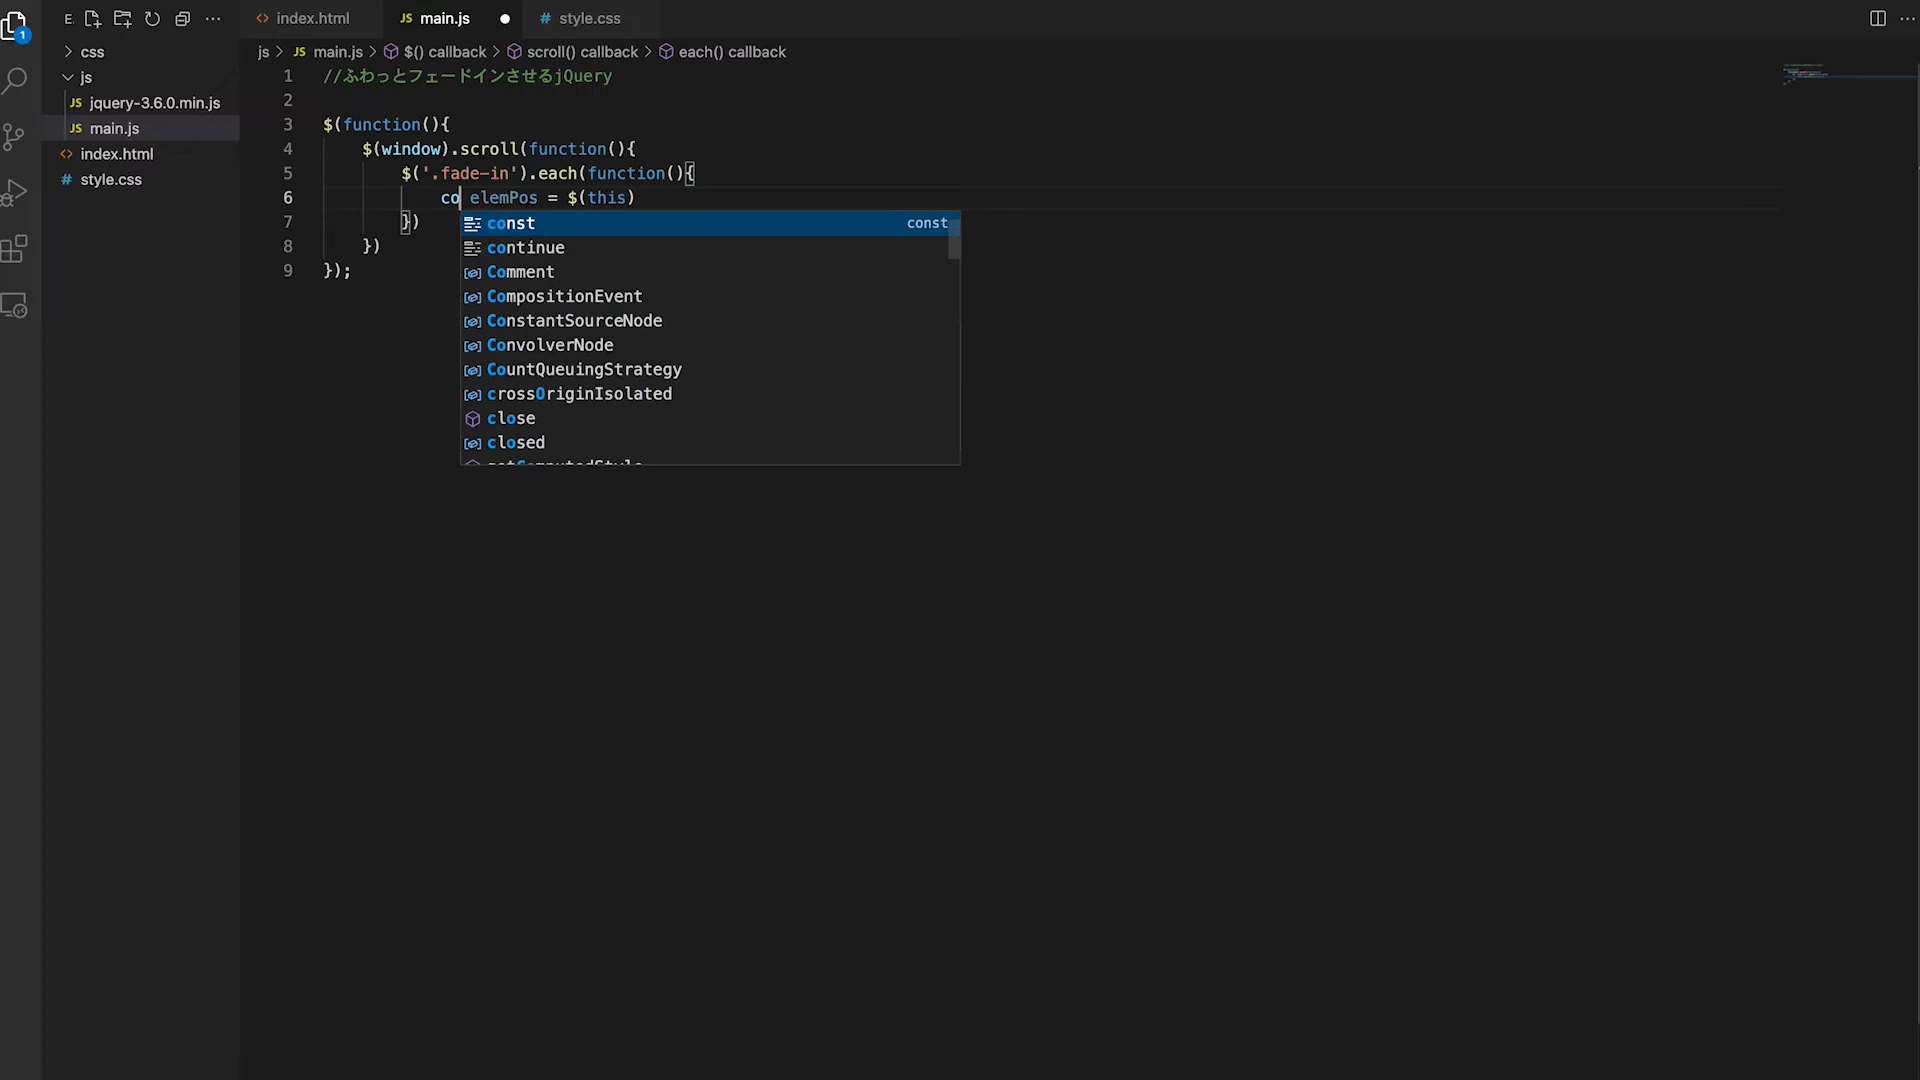 E
index.html
main.js
style.css
1
css
js > main.js > $() callback > scroll() callback > each() callback
js
jquery-3.6.0.min.js
main.js
index.html
style.css
1 //ふわっとフェードインさせるjQuery
2
3 $(function(){
4 $(window).scroll(function(){
5 $('.fade-in').each(function(){
6 co elemPos = $(this)
7 })
8 })
9 });
const const
continue
Comment
CompositionEvent
ConstantSourceNode
ConvolverNode
CountQueuingStrategy
crossOriginIsolated
close
closed
getComputedStyle